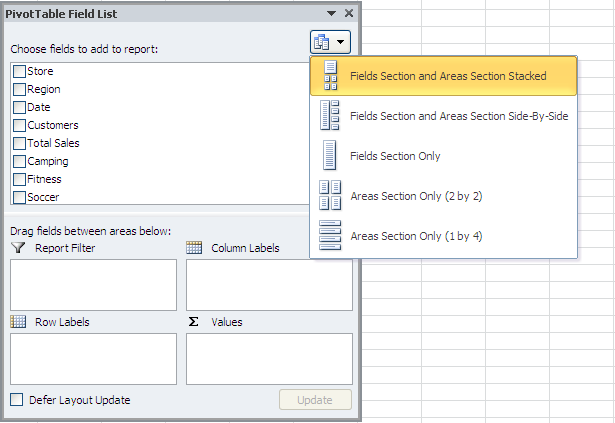 PivotTable Field List
Choose fields to add to report:
Store
Region
Date
Customers
Total Sales
Camping
Fitness
Soccer
Fields Section and Areas Section Stacked
Fields Section and Areas Section Side-By-Side
Fields Section Only
Areas Section Only (2 by 2)
Areas Section Only (1 by 4)
Drag fields between areas below:
Report Filter
Column Labels
Row Labels
Σ Values
Defer Layout Update
Update